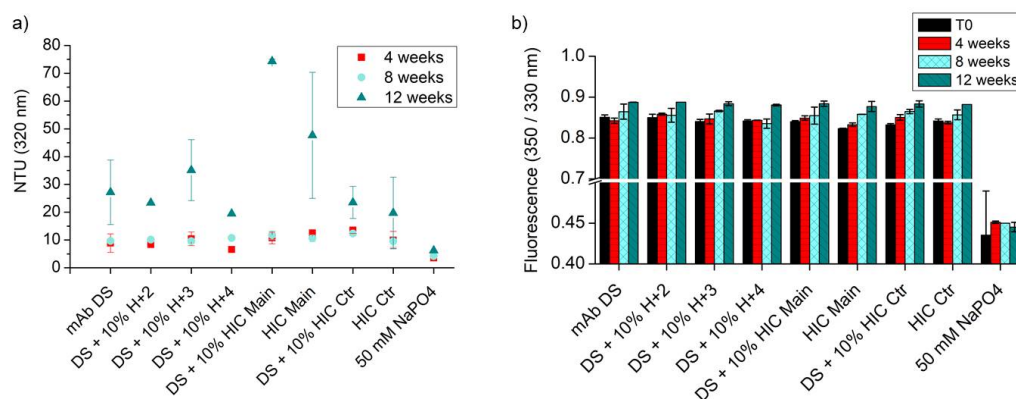 a)
NTU (320 nm)
80
70
60
50
40
30
20
10
0
4 weeks
8 weeks
12 weeks
mAb DS
DS + 10% H+2
DS + 10% H+3
DS + 10% H+4
DS + 10% HIC Main
HIC Main
DS + 10% HIC Ctr
HIC Ctr
50 mM NaPO4
b)
Fluorescence (350 / 330 nm)
1.0
0.9
0.8
0.7
0.45
0.40
T0
4 weeks
8 weeks
12 weeks
mAb DS
DS + 10% H+2
DS + 10% H+3
DS + 10% H+4
DS + 10% HIC Main
HIC Main
DS + 10% HIC Ctr
HIC Ctr
50 mM NaPO4